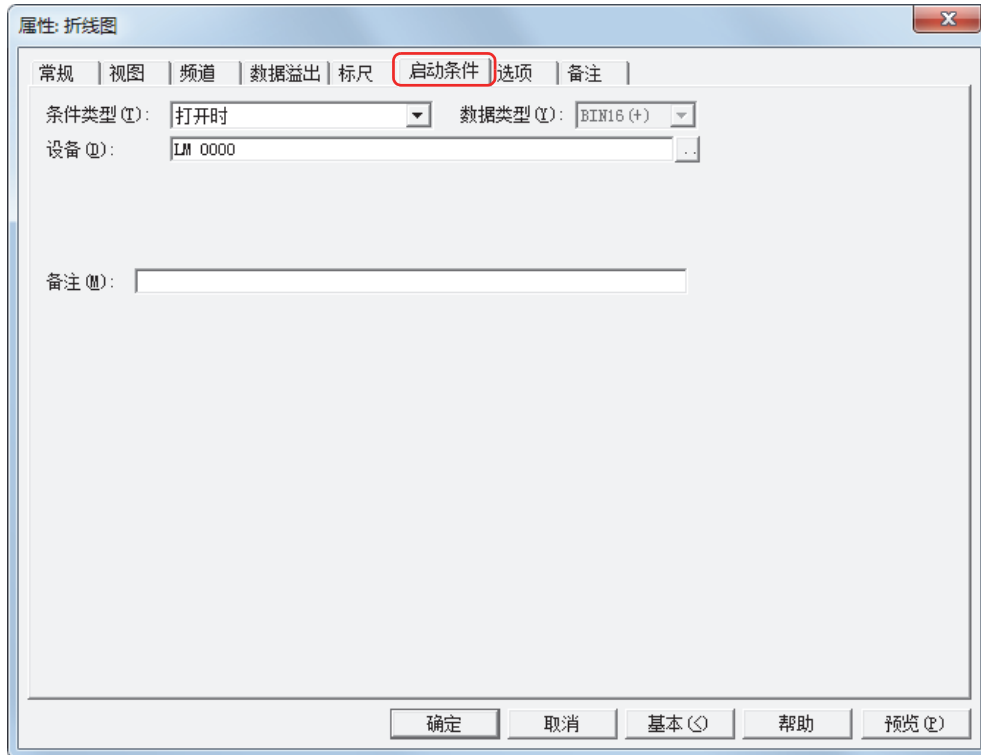 属性: 折线图
常规 视图 频道 数据溢出 标尺 启动条件 选项 备注
条件类型(T): 打开时 数据类型(Y): BIN16(+)
设备(D): LM 0000 ..
备注(M):
确定 取消 基本(<) 帮助 预览(P)